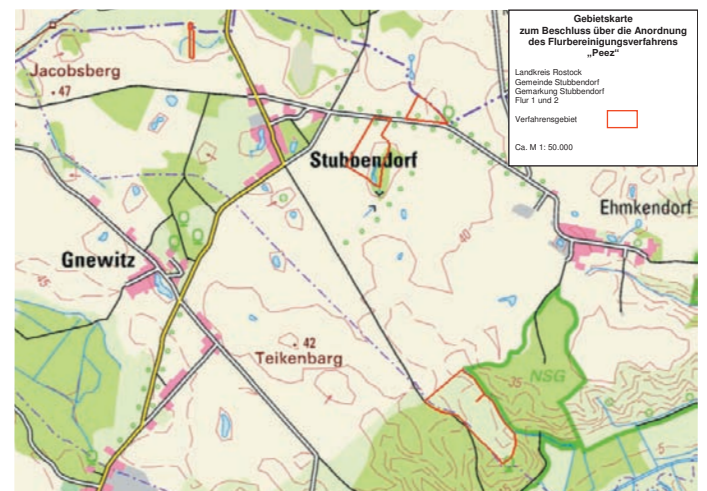 Gebietskarte
zum Beschluss über die Anordnung
des Flurbereinigungsverfahrens
„Peez“
Landkreis Rostock
Gemeinde Stubbendorf
Gemarkung Stubbendorf
Flur 1 und 2
Verfahrensgebiet
Ca. M 1: 50.000
Jacobsberg
47
Stubbendorf
Ehmkendorf
40
Gnewitz
45
42
Teikenbarg
35
NSG